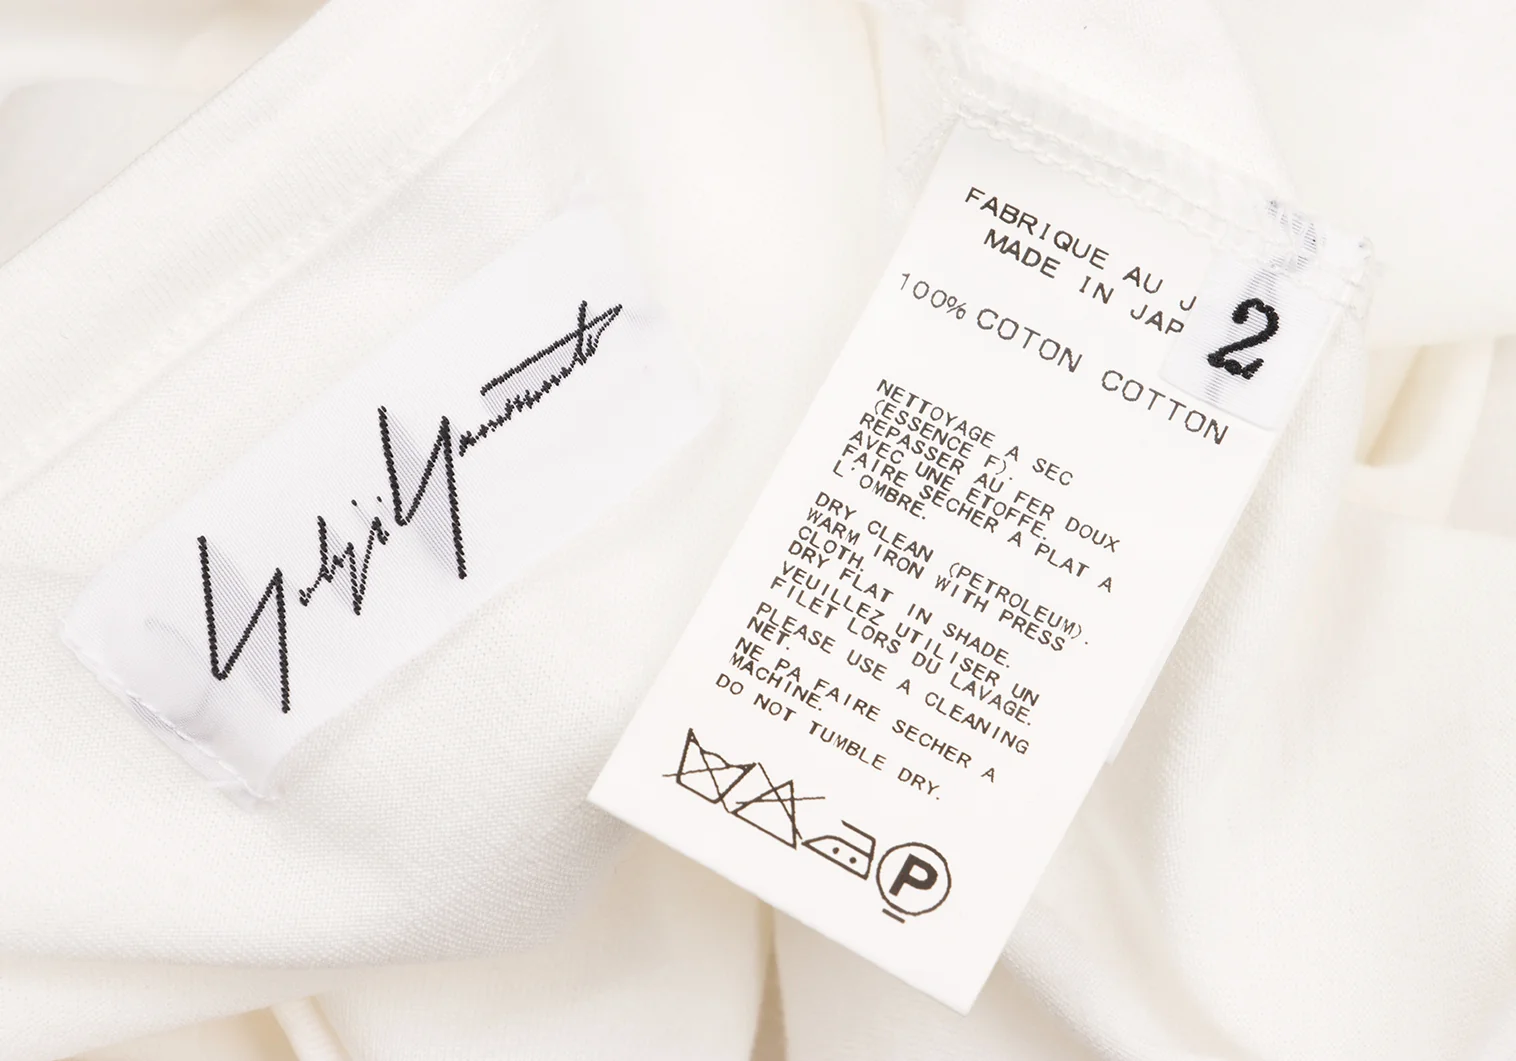 Yohji Yamamoto
FABRIQUE AU J
MADE IN JAP
2
100% COTON COTTON
NETTOYAGE A SEC
(ESSENCE F).
REPASSER AU FER DOUX
AVEC UNE ETOFFE.
FAIRE SECHER A PLAT A
L'OMBRE.
DRY CLEAN (PETROLEUM).
WARM IRON WITH PRESS
CLOTH.
DRY FLAT IN SHADE.
VEUILLEZ UTILISER UN
FILET LORS DU LAVAGE.
PLEASE USE A CLEANING
NET.
NE PA FAIRE SECHER A
MACHINE.
DO NOT TUMBLE DRY.
P